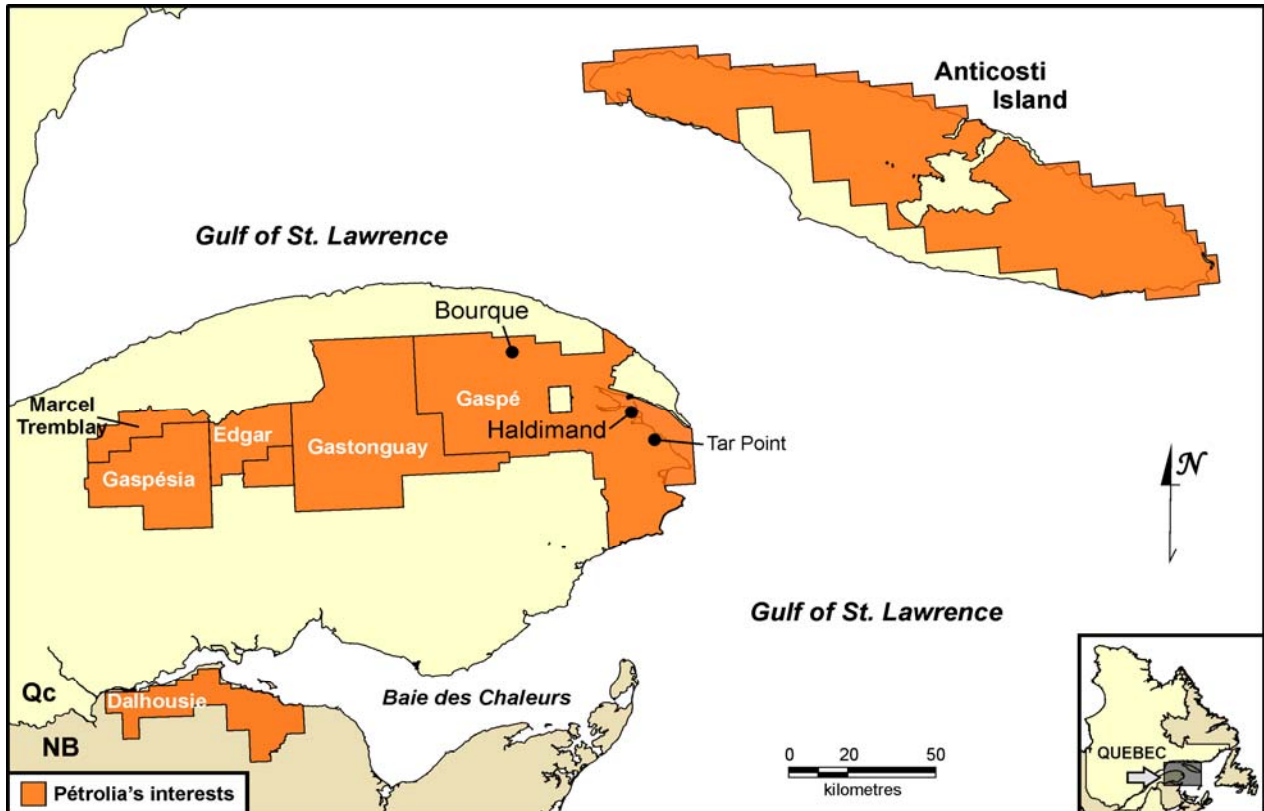 Anticosti
Island
Gulf of St. Lawrence
Bourque
Marcel
Tremblay
Edgar
Gaspé
Haldimand
Gastonguay
Tar Point
Gaspésia
N
Gulf of St. Lawrence
Qc
Dalhousie
Baie des Chaleurs
NB
0 20 50
kilometres
QUEBEC
Pétrolia's interests